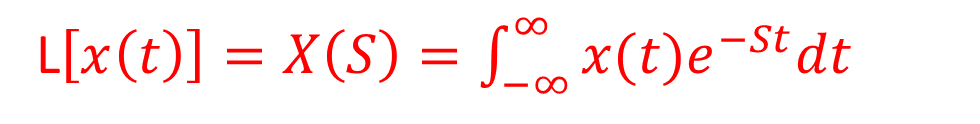 L[x(t)] = X(S) = ∫_{-∞}^{∞} x(t)e^{-St}dt